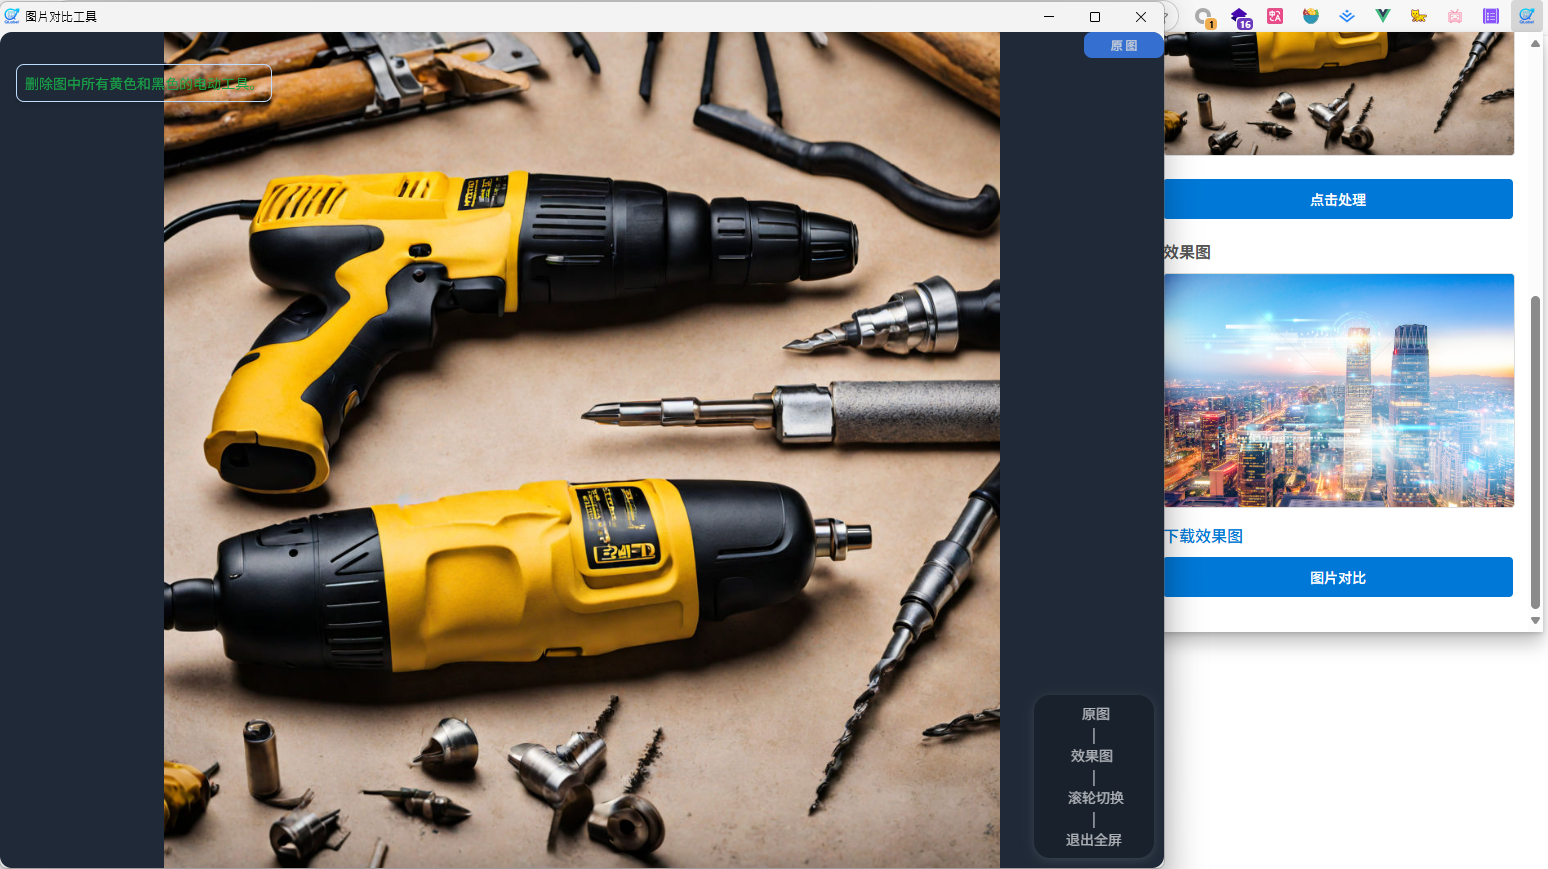 图片对比工具
1
16
原图
删除图中所有黄色和黑色的电动工具。
点击处理
效果图
下载效果图
图片对比
原图
效果图
滚轮切换
退出全屏